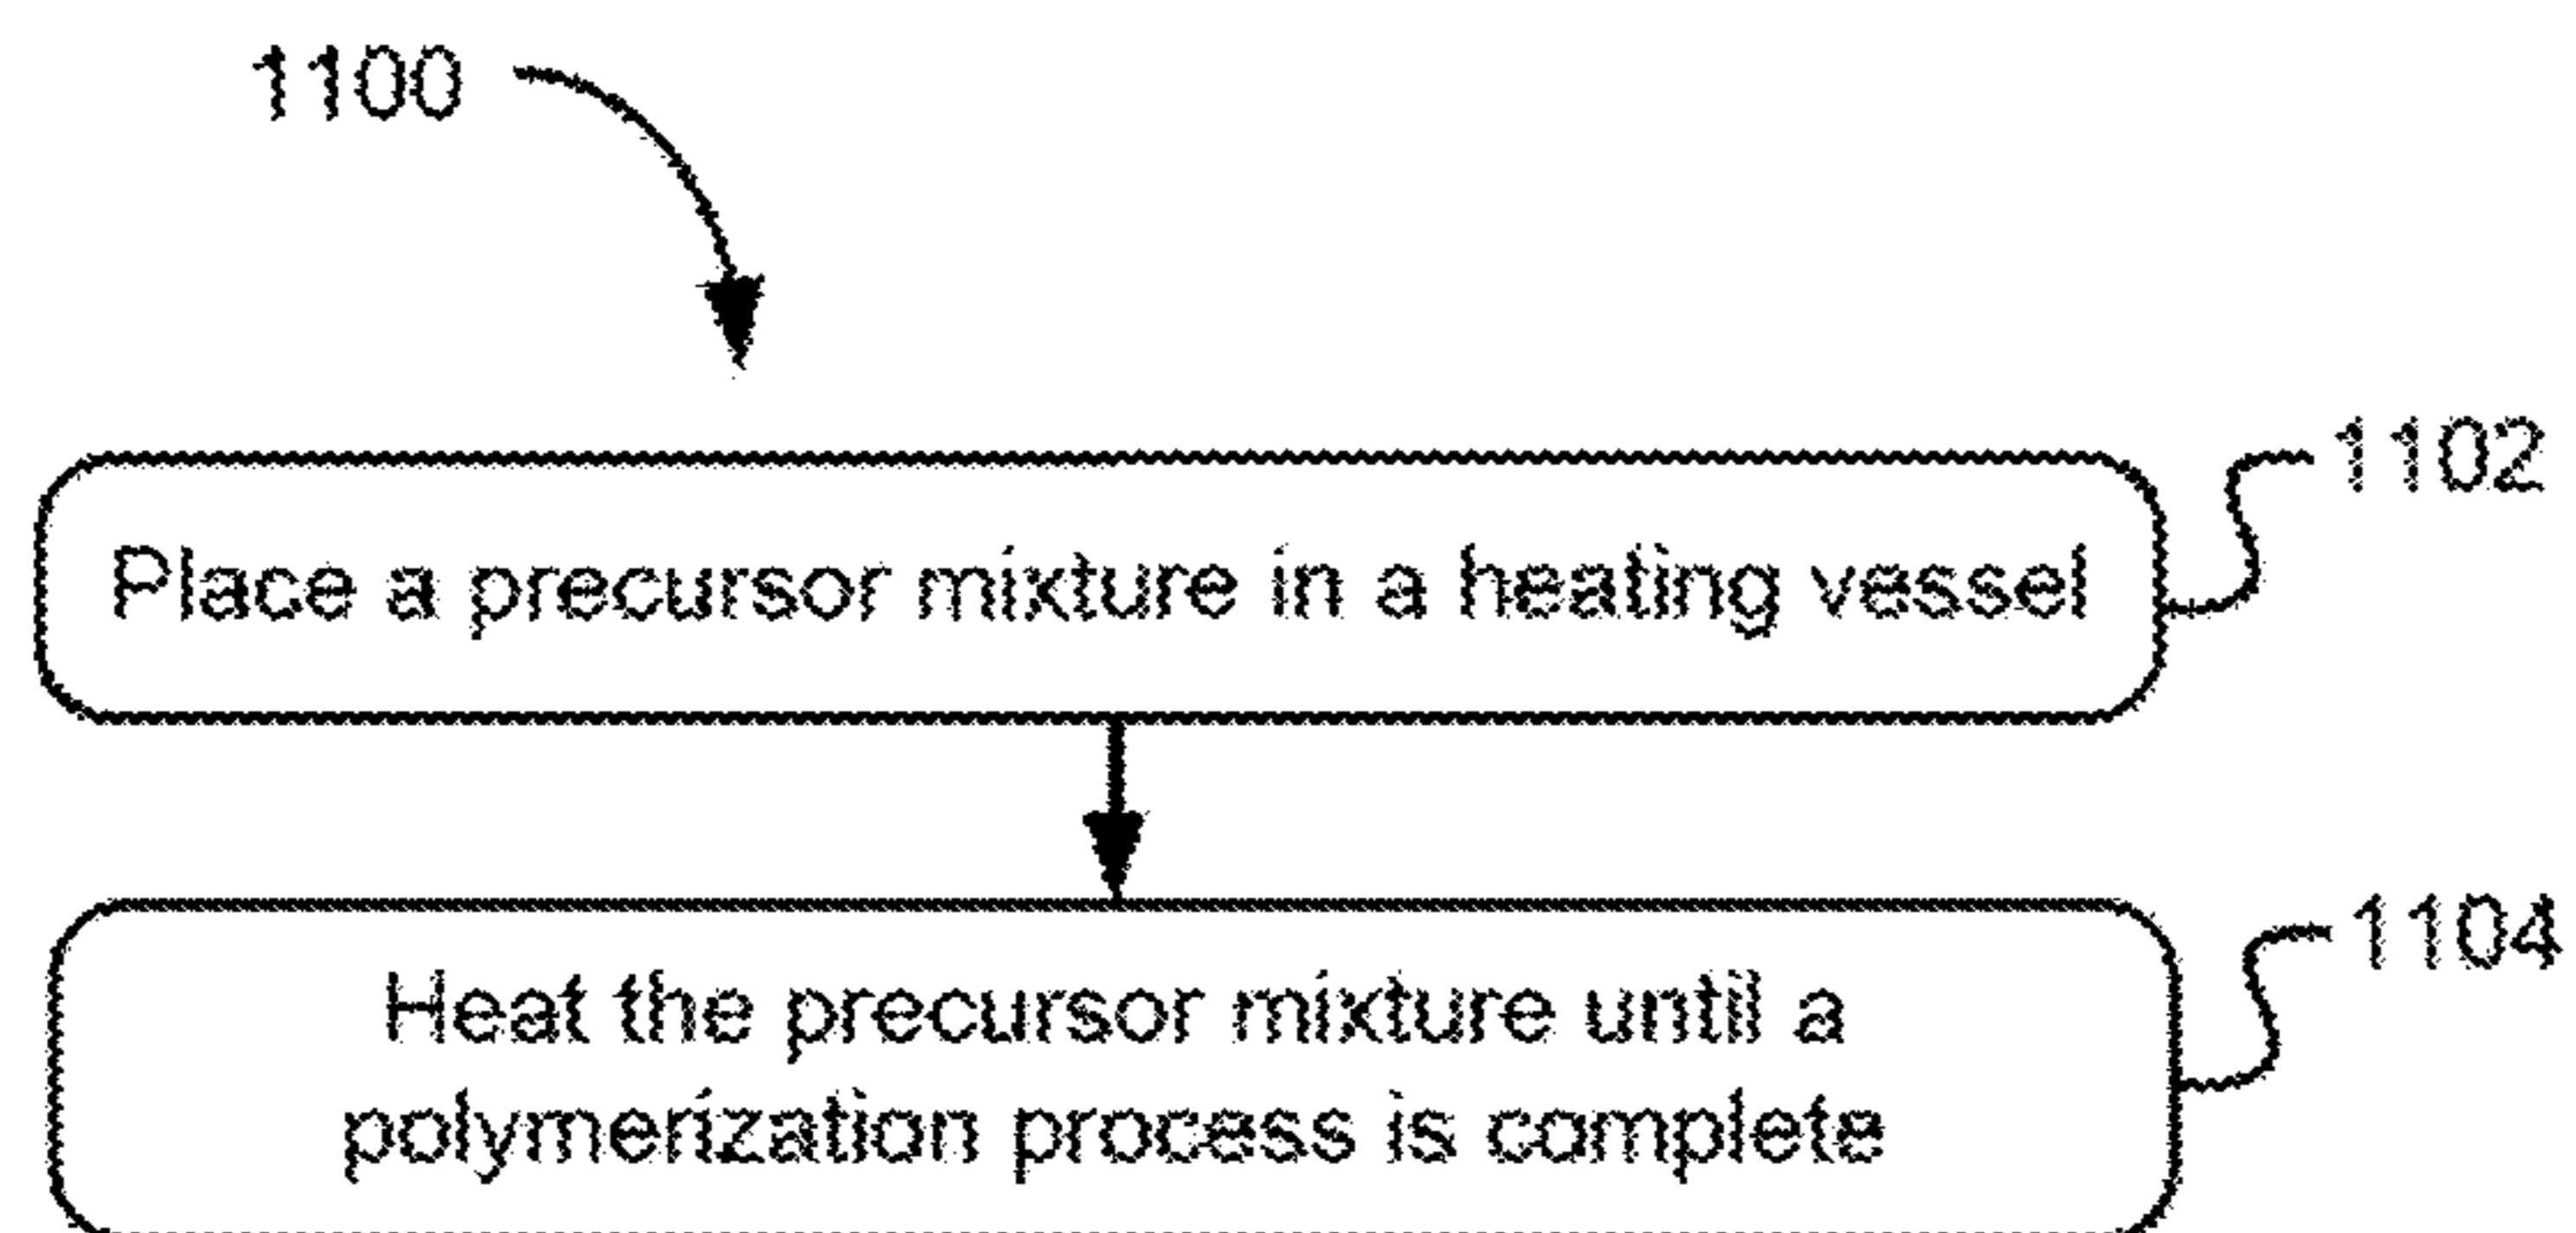 1100
1102
Place a precursor mixture in a heating vessel
1104
Heat the precursor mixture until a
polymerization process is complete